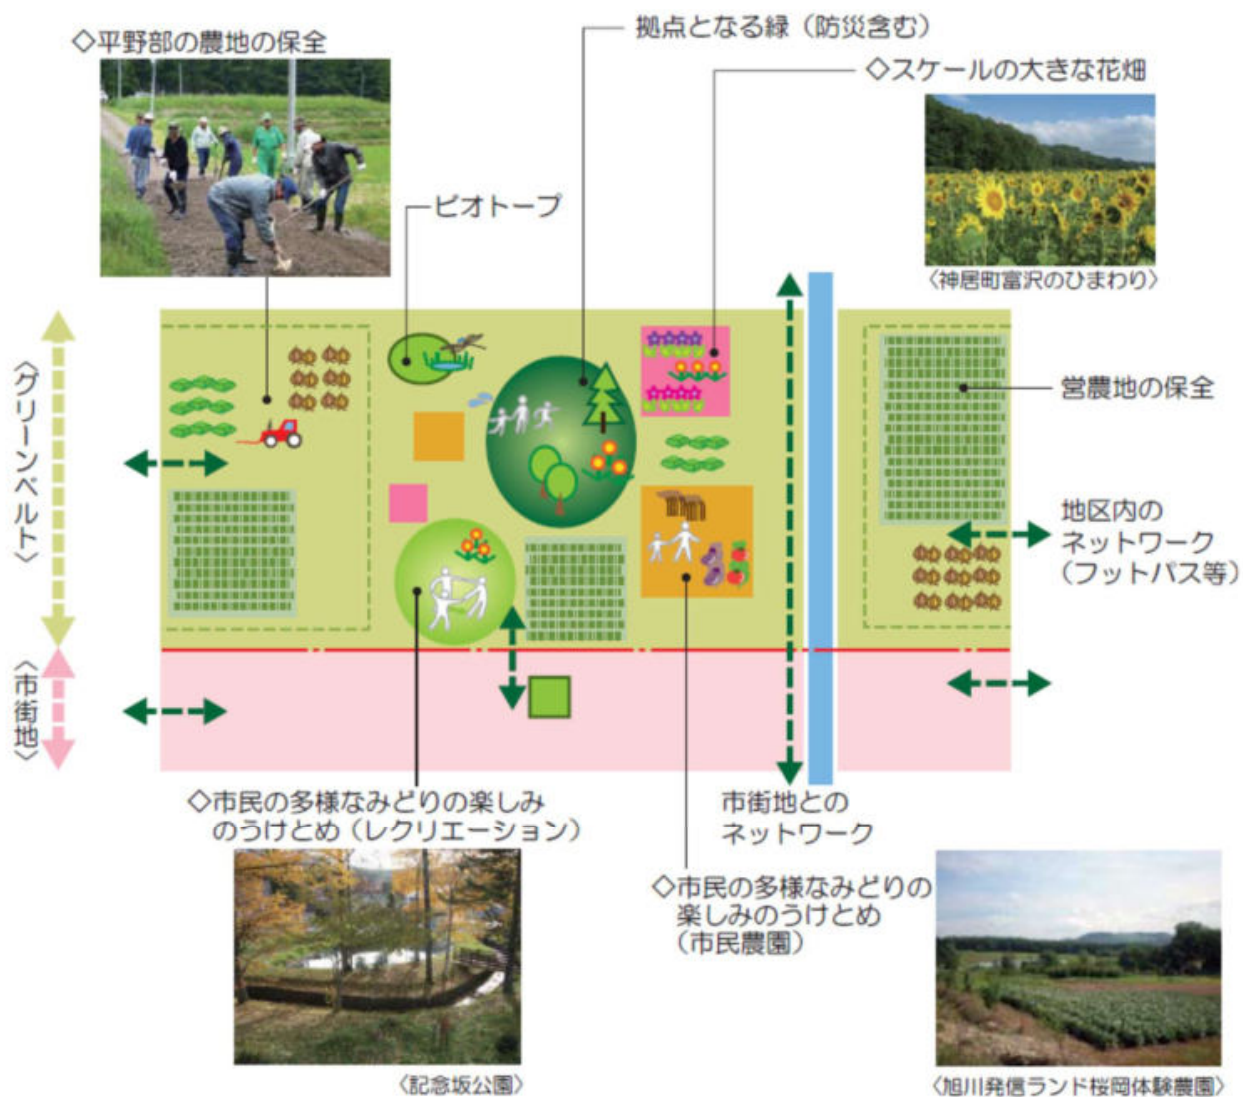 拠点となる緑（防災含む）
◇平野部の農地の保全
◇スケールの大きな花畑
ビオトープ
〈神居町富沢のひまわり〉
〈グリーンベルト〉
営農地の保全
地区内の
ネットワーク
（フットパス等）
〈市街地〉
◇市民の多様なみどりの楽しみ
のうけとめ（レクリエーション）
市街地との
ネットワーク
◇市民の多様なみどりの
楽しみのうけとめ
（市民農園）
〈記念坂公園〉
〈旭川発信ランド桜岡体験農園〉